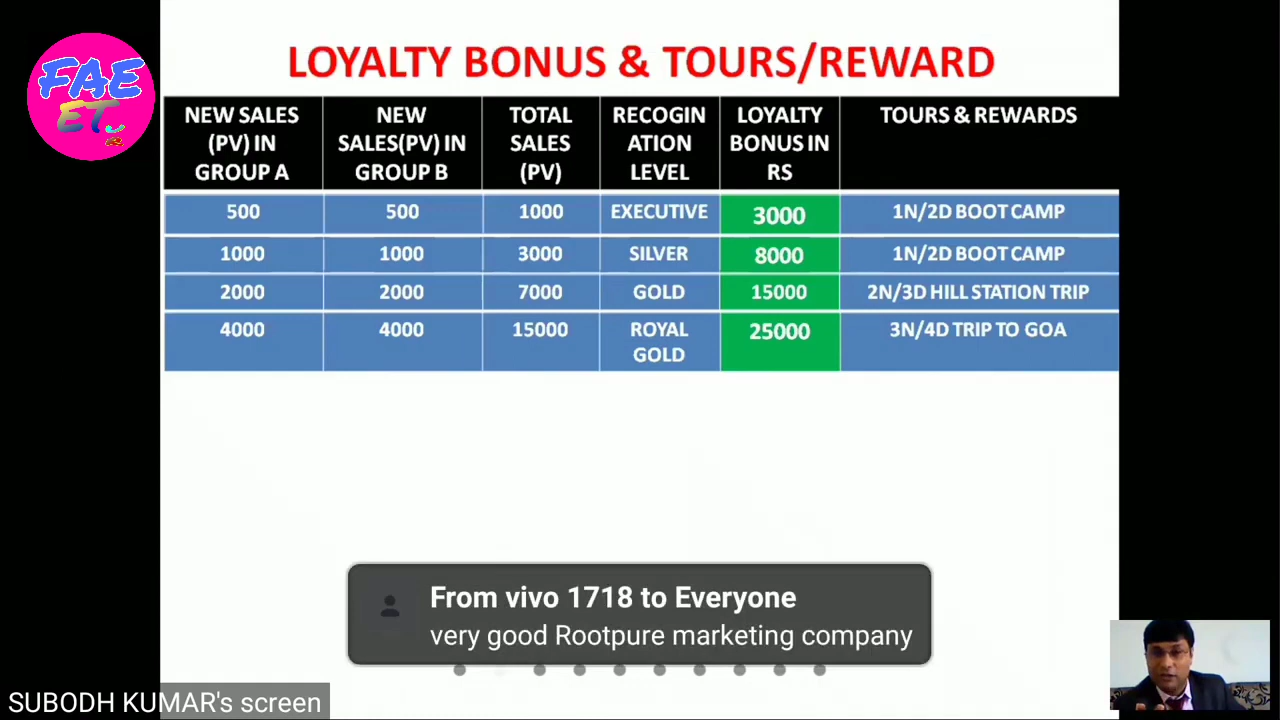 FAE
ET
LOYALTY BONUS & TOURS/REWARD
NEW SALES (PV) IN GROUP A NEW SALES(PV) IN GROUP B TOTAL SALES (PV) RECOGIN ATION LEVEL LOYALTY BONUS IN RS TOURS & REWARDS
500 500 1000 EXECUTIVE 3000 1N/2D BOOT CAMP
1000 1000 3000 SILVER 8000 1N/2D BOOT CAMP
2000 2000 7000 GOLD 15000 2N/3D HILL STATION TRIP
4000 4000 15000 ROYAL GOLD 25000 3N/4D TRIP TO GOA
From vivo 1718 to Everyone
very good Rootpure marketing company
SUBODH KUMAR's screen